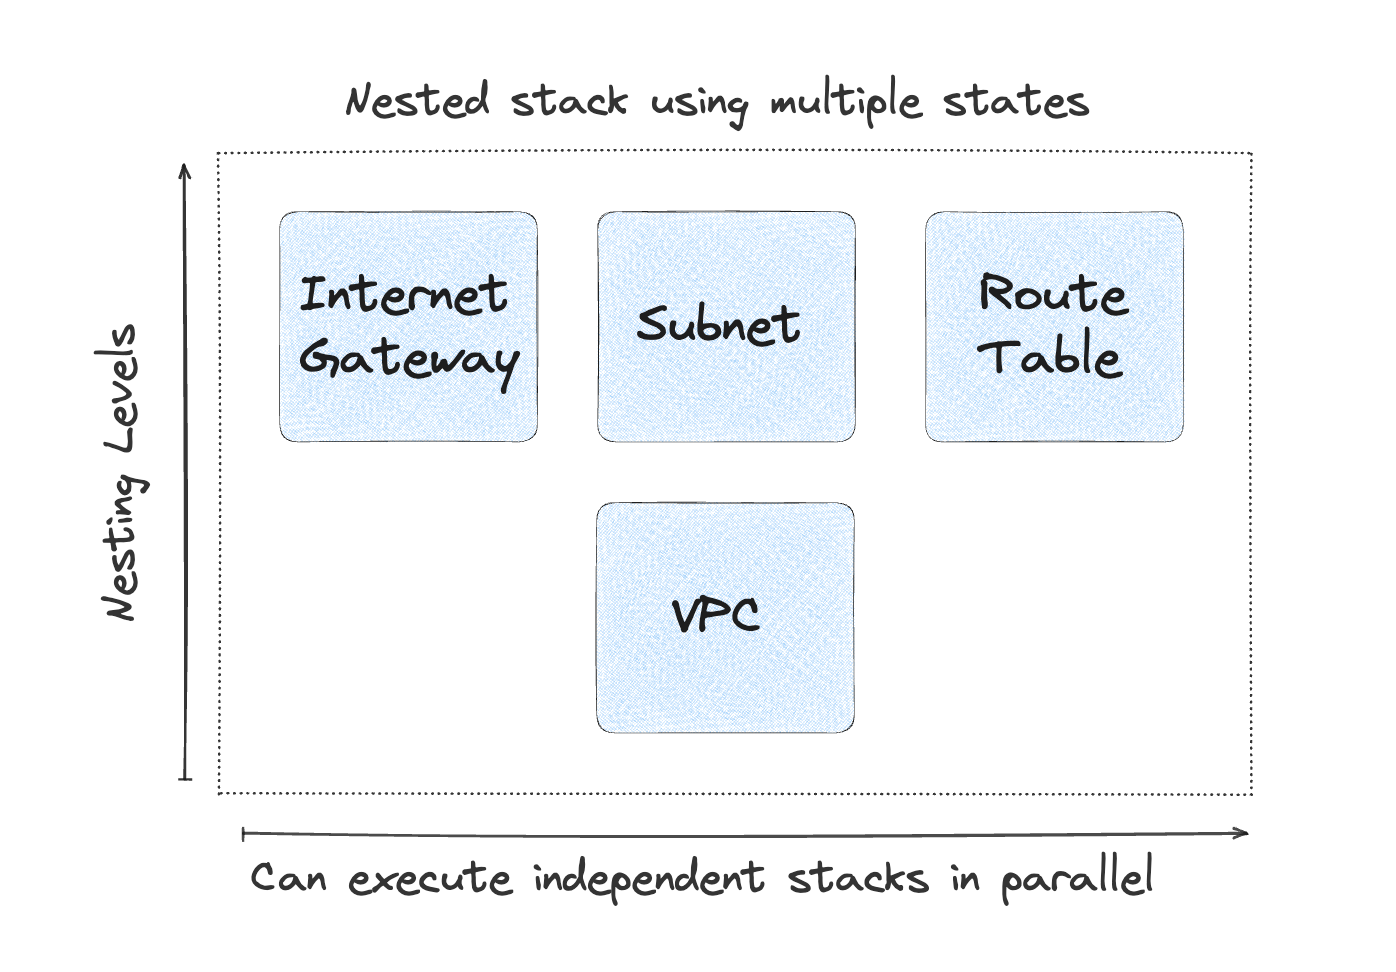 Nested stack using multiple states
Nesting Levels
Internet
Gateway
Subnet
Route
Table
VPC
Can execute independent stacks in parallel